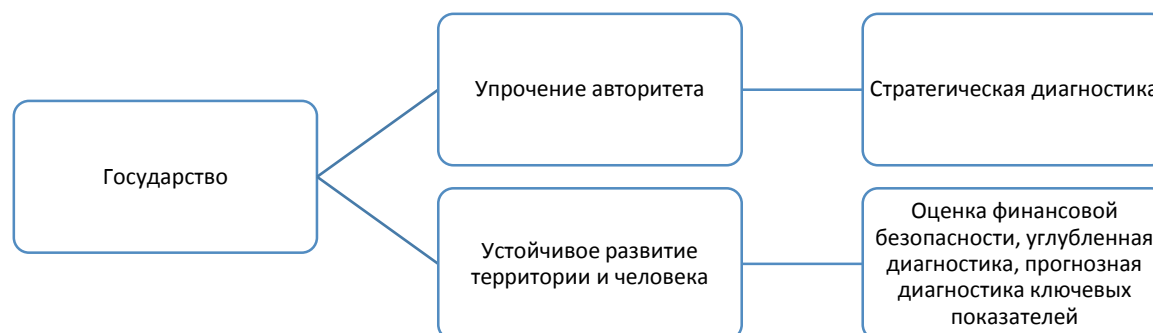 Государство
Упрочение авторитета
Стратегическая диагностика
Устойчивое развитие
территории и человека
Оценка финансовой
безопасности, углубленная
диагностика, прогнозная
диагностика ключевых
показателей